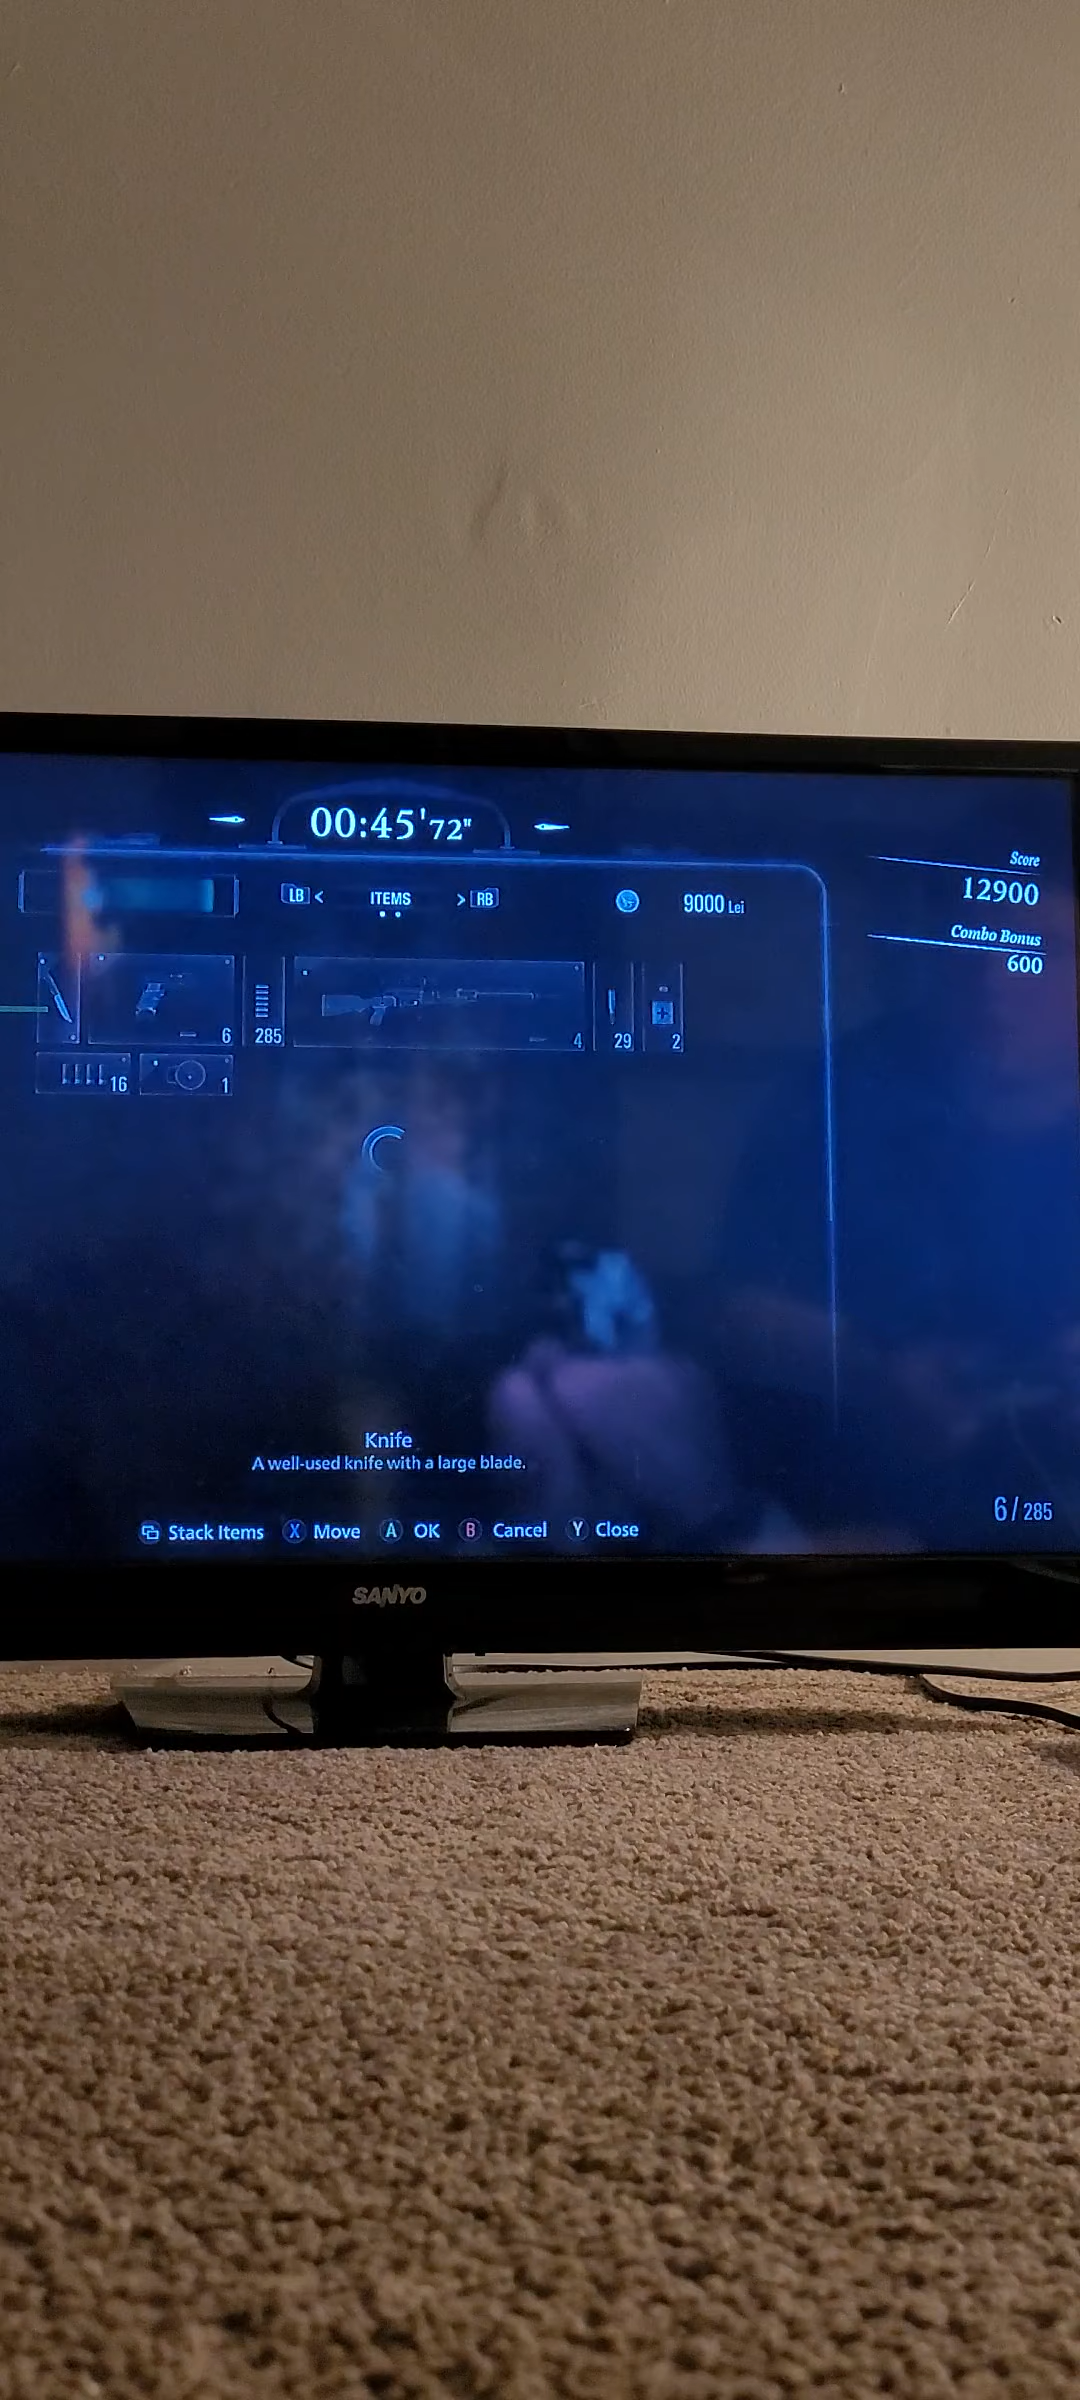 00:45'72"
Score
12900
LB < ITEMS > RB
9000 Lei
Combo Bonus
600
6
285
4
29
2
16
1
Knife
A well-used knife with a large blade.
Stack Items X Move A OK B Cancel Y Close
6/285
SANYO